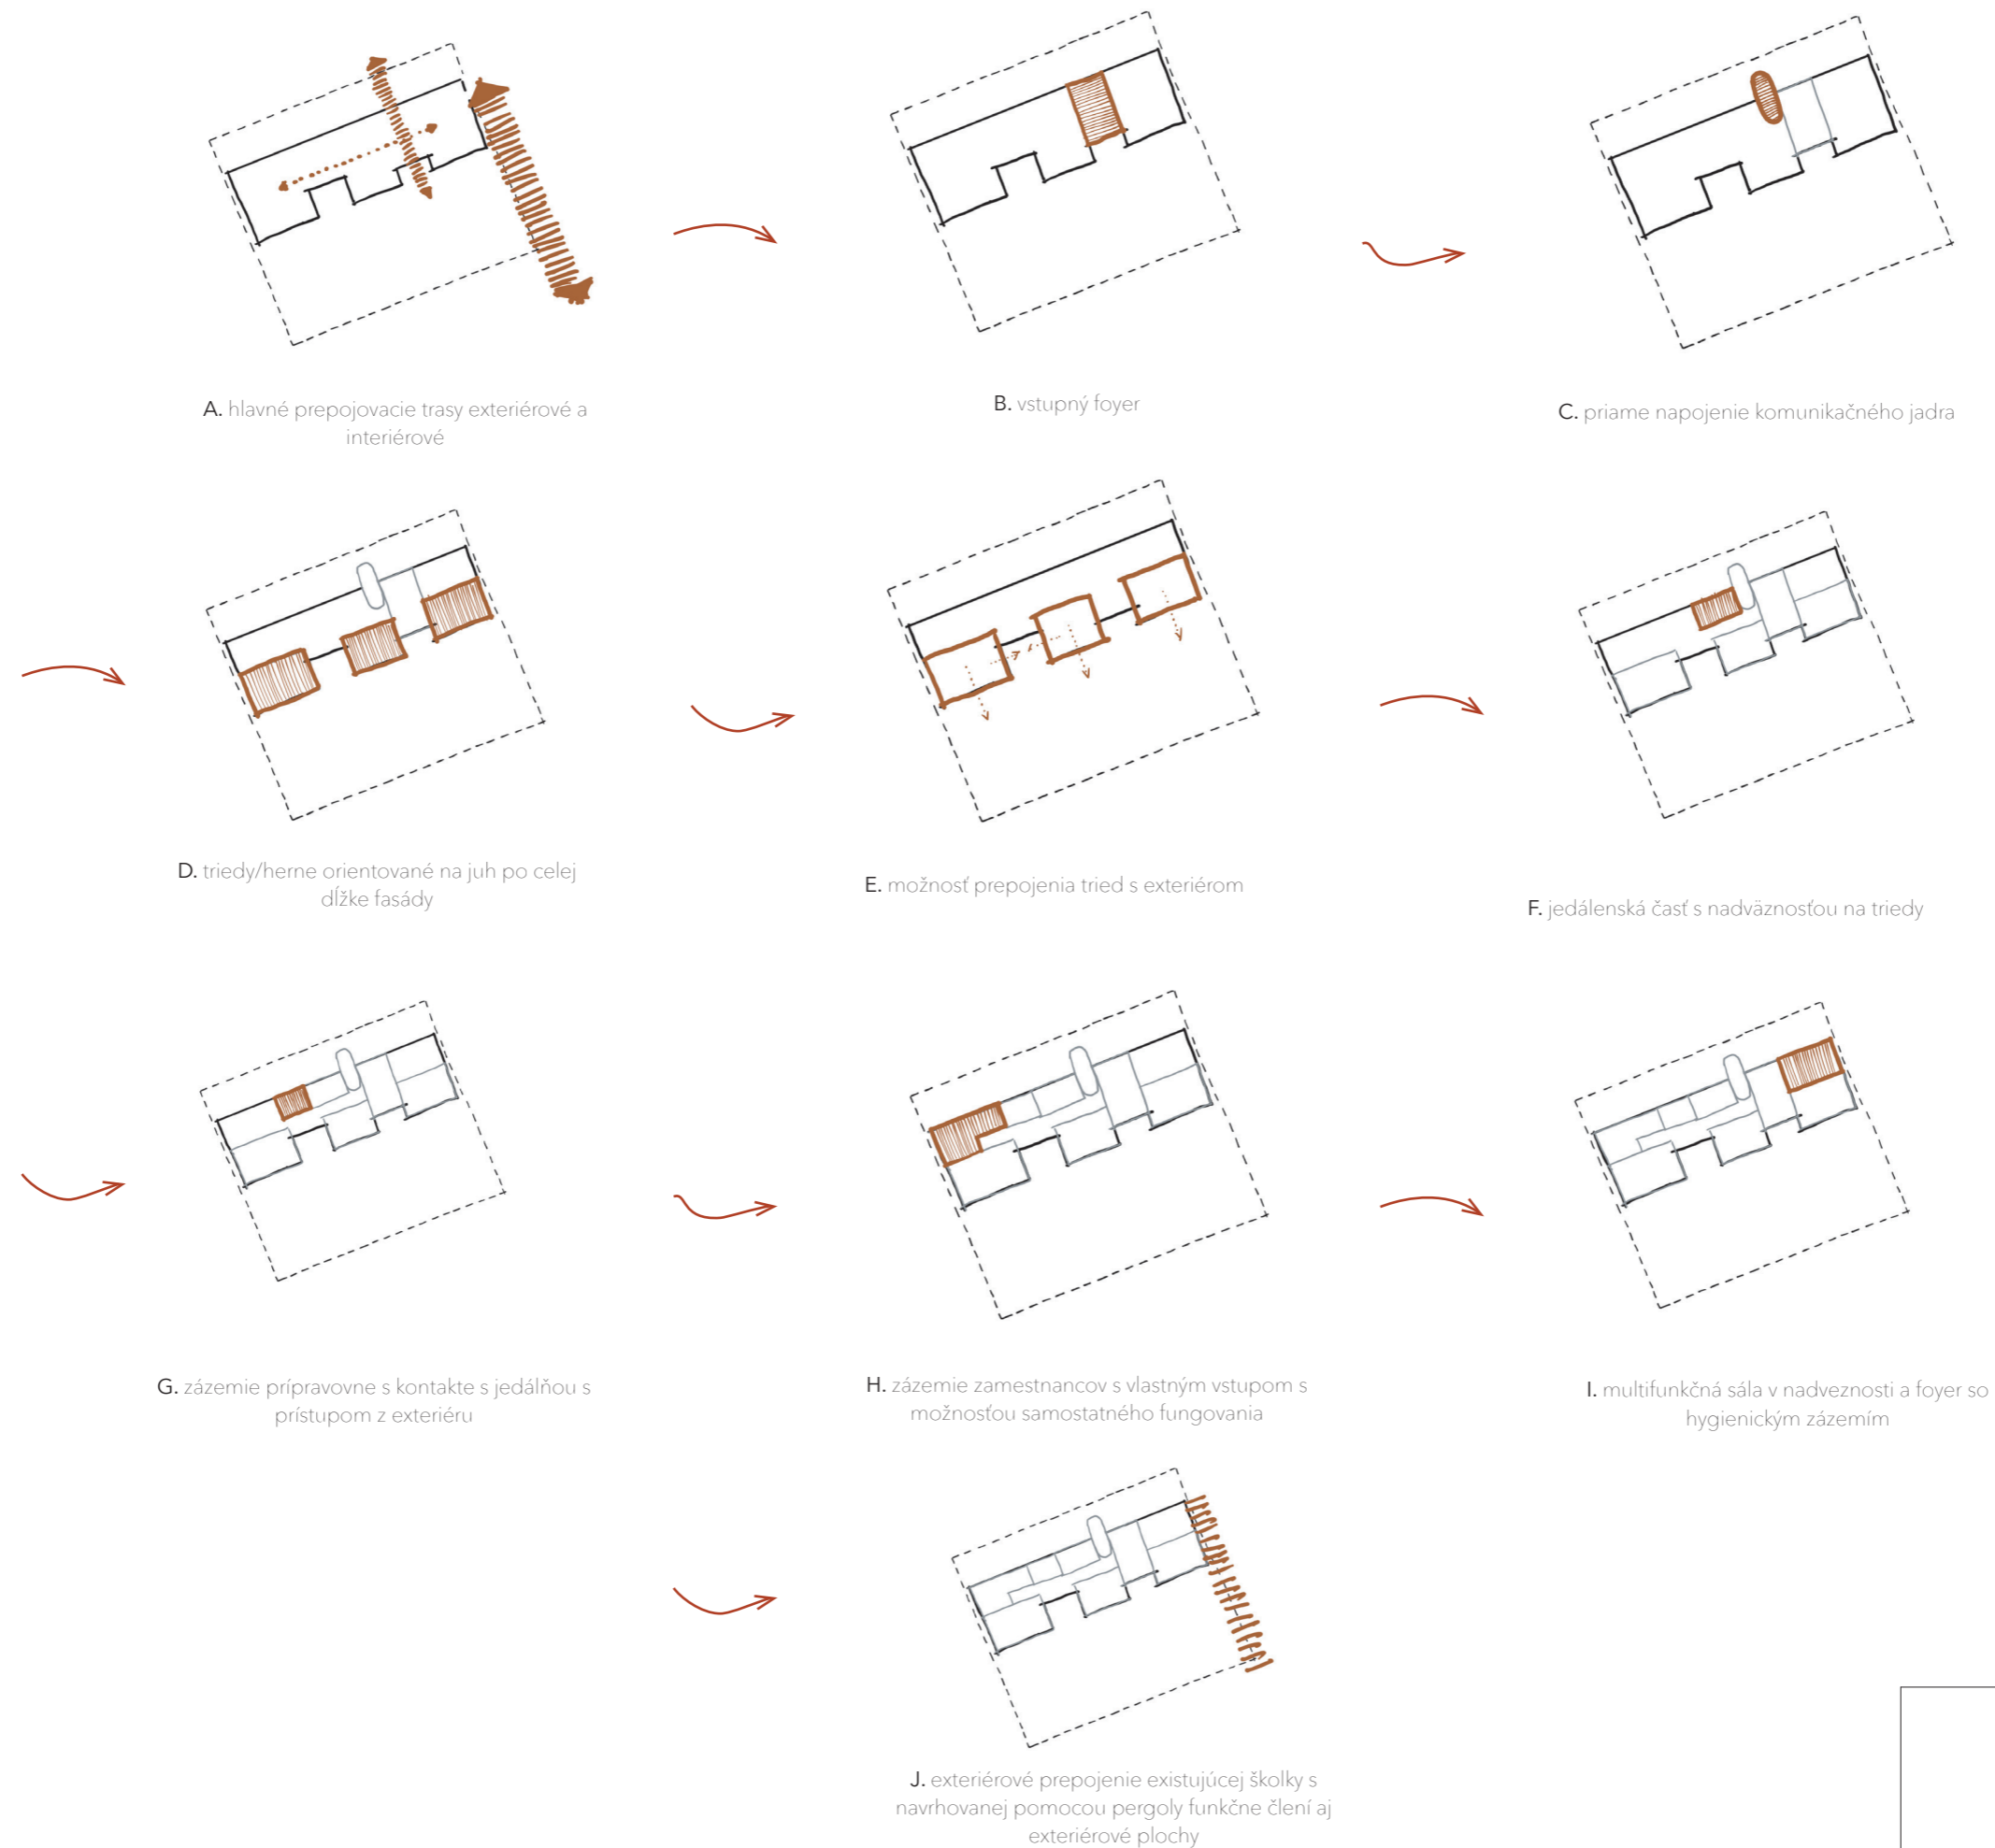 A. hlavné prepojovacie trasy exteriérové a
interiérové
B. vstupný foyer
C. priame napojenie komunikačného jadra
D. triedy/herne orientované na juh po celej
dĺžke fasády
E. možnosť prepojenia tried s exteriérom
F. jedálenská časť s nadväznosťou na triedy
G. zázemie prípravovne s kontakte s jedálňou s
prístupom z exteriéru
H. zázemie zamestnancov s vlastným vstupom s
možnosťou samostatného fungovania
I. multifunkčná sála v nadveznosti a foyer so
hygienickým zázemím
J. exteriérové prepojenie existujúcej školky s
navrhovanej pomocou pergoly funkčne člení aj
exteriérové plochy